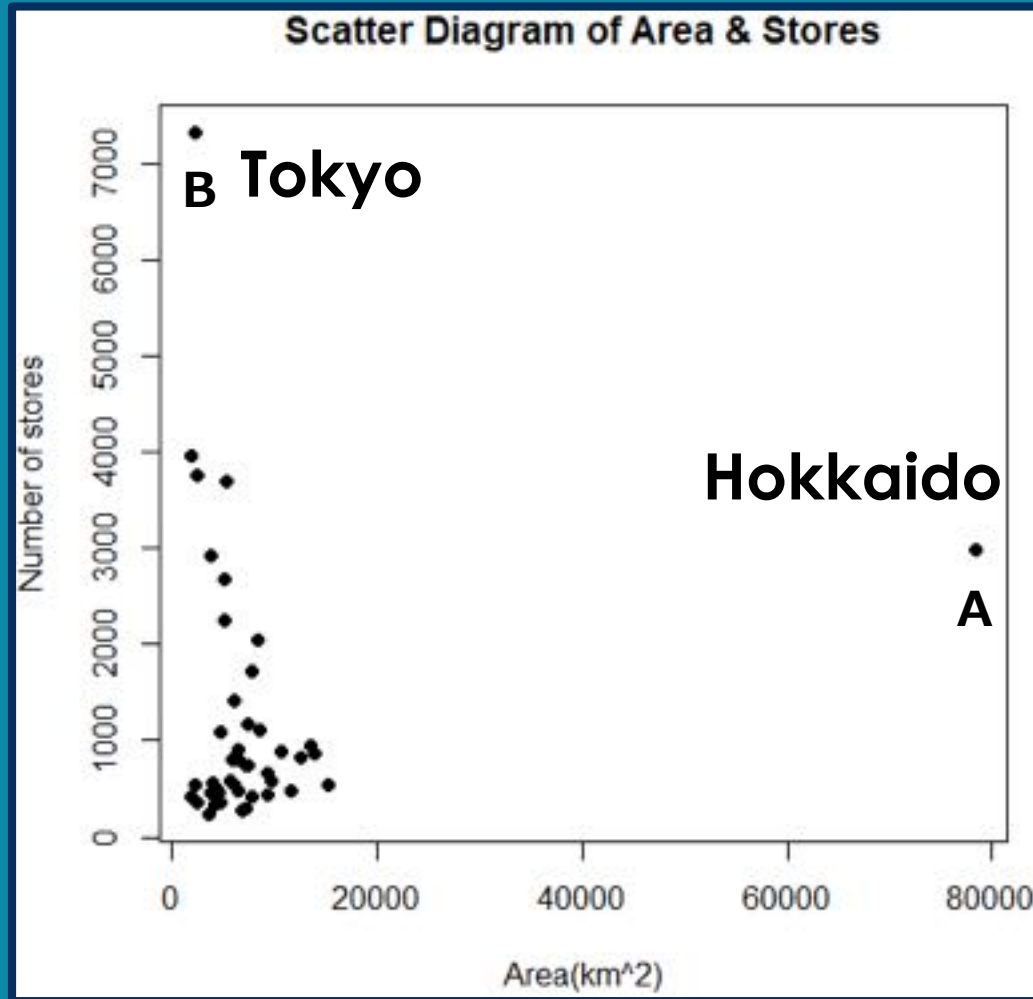 Scatter Diagram of Area & Stores
7000
6000
5000
4000
3000
2000
1000
0
Number of stores
B Tokyo
Hokkaido
A
0 20000 40000 60000 80000
Area(km^2)